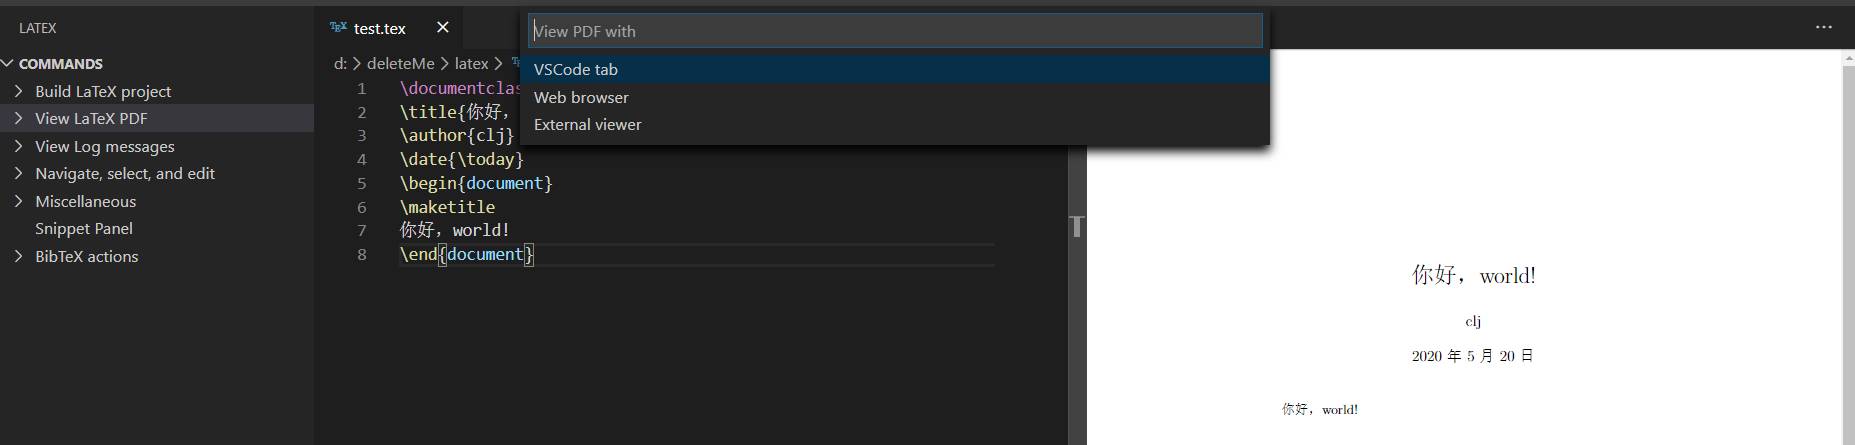 LATEX
COMMANDS
Build LaTeX project
View LaTeX PDF
View Log messages
Navigate, select, and edit
Miscellaneous
Snippet Panel
BibTeX actions
TEX test.tex
d: > deleteMe > latex >
View PDF with
VSCode tab
Web browser
External viewer
1 \documentclas
2 \title{你好，
3 \author{clj}
4 \date{\today}
5 \begin{document}
6 \maketitle
7 你好，world!
8 \end{document}
你好，world!
clj
2020 年 5 月 20 日
你好，world!